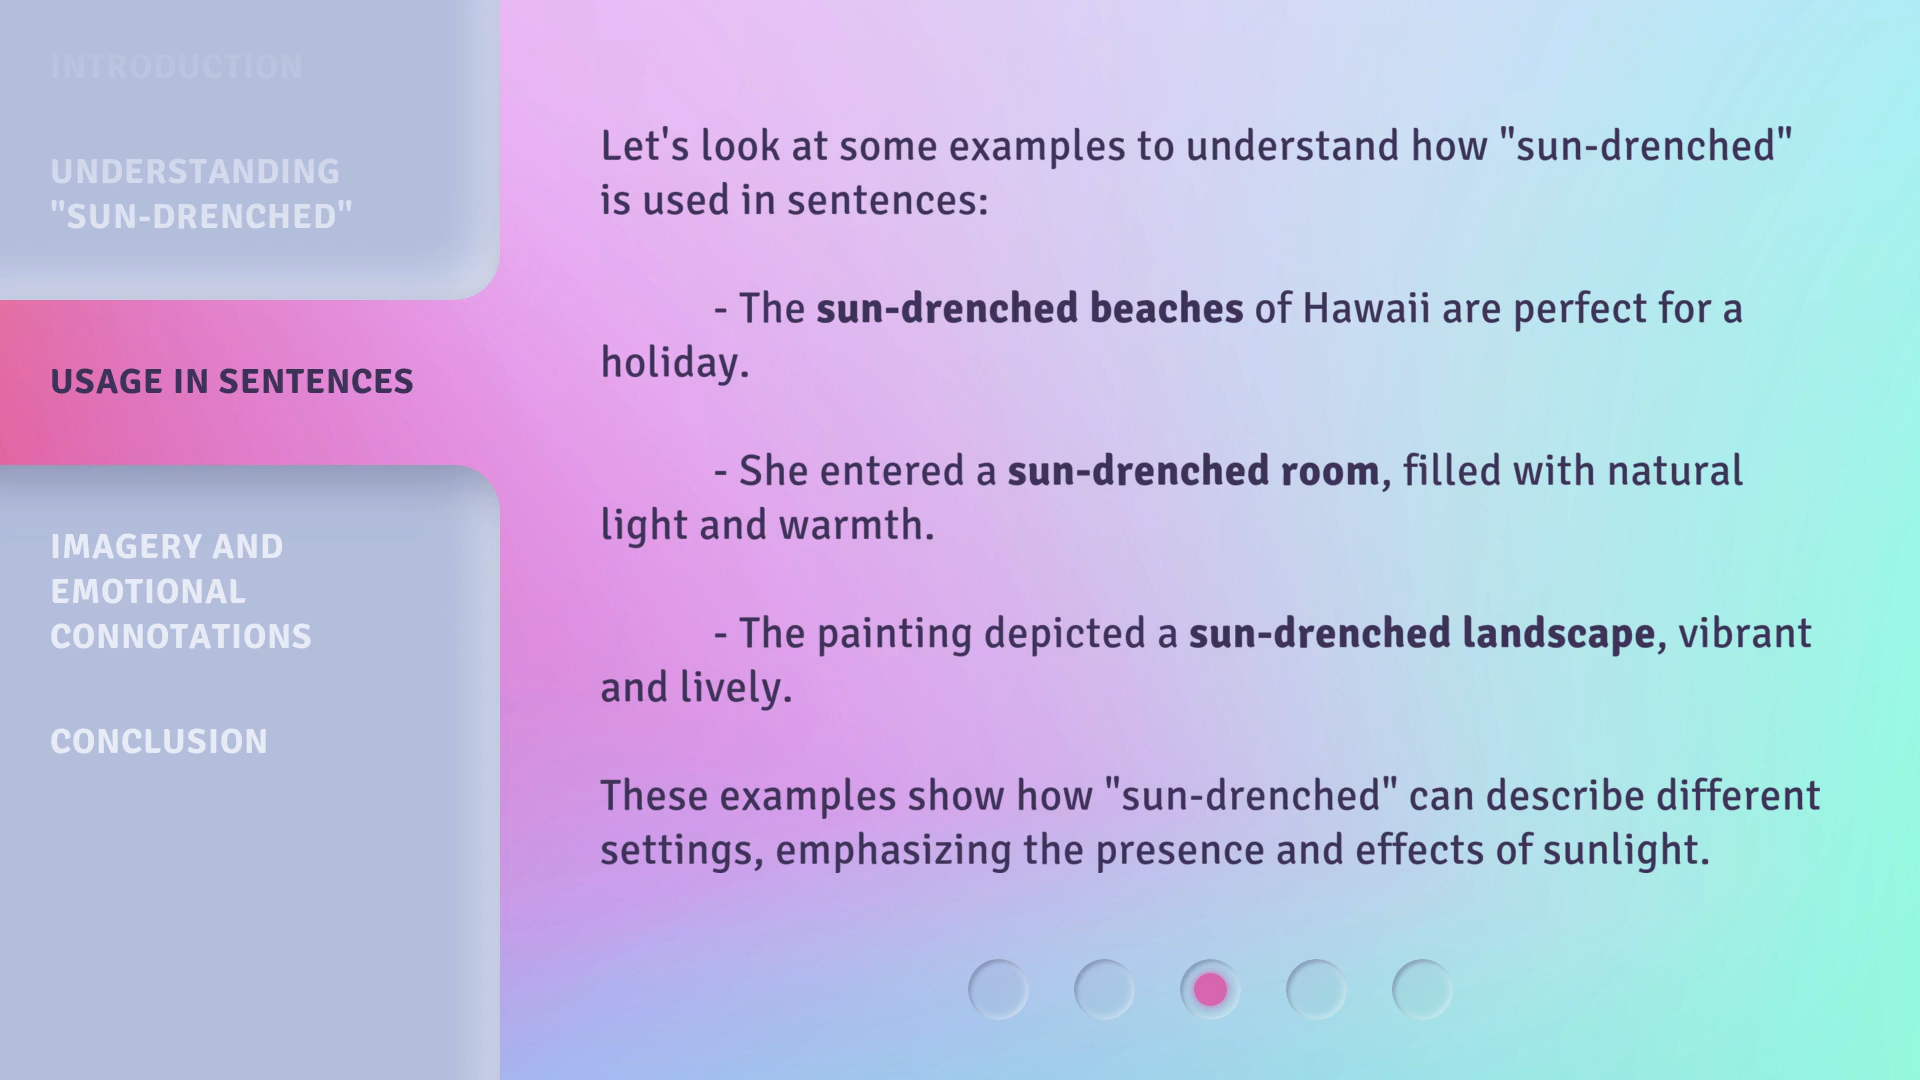 INTRODUCTION
UNDERSTANDING
"SUN-DRENCHED"
USAGE IN SENTENCES
IMAGERY AND
EMOTIONAL
CONNOTATIONS
CONCLUSION
Let's look at some examples to understand how "sun-drenched"
is used in sentences:
- The sun-drenched beaches of Hawaii are perfect for a
holiday.
- She entered a sun-drenched room, filled with natural
light and warmth.
- The painting depicted a sun-drenched landscape, vibrant
and lively.
These examples show how "sun-drenched" can describe different
settings, emphasizing the presence and effects of sunlight.